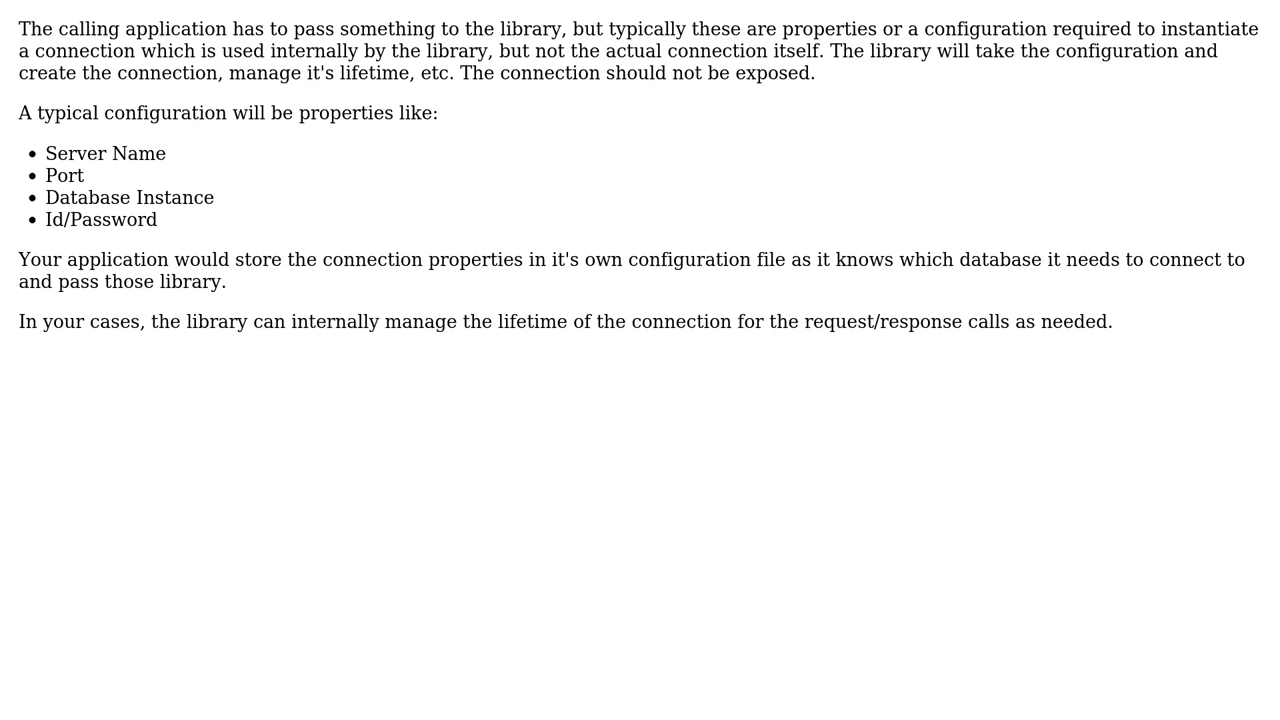 The calling application has to pass something to the library, but typically these are properties or a configuration required to instantiate
a connection which is used internally by the library, but not the actual connection itself. The library will take the configuration and
create the connection, manage it's lifetime, etc. The connection should not be exposed.
A typical configuration will be properties like:
• Server Name
• Port
• Database Instance
• Id/Password
Your application would store the connection properties in it's own configuration file as it knows which database it needs to connect to
and pass those library.
In your cases, the library can internally manage the lifetime of the connection for the request/response calls as needed.